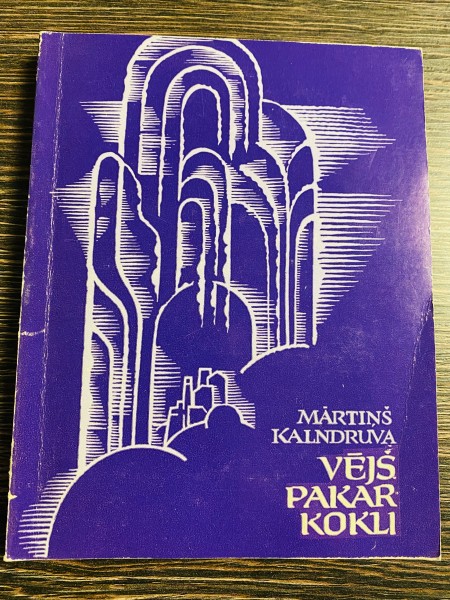 MĀRTIŅŠ
KALNDRUVA
VĒJŠ
PAKAR
KOKLI